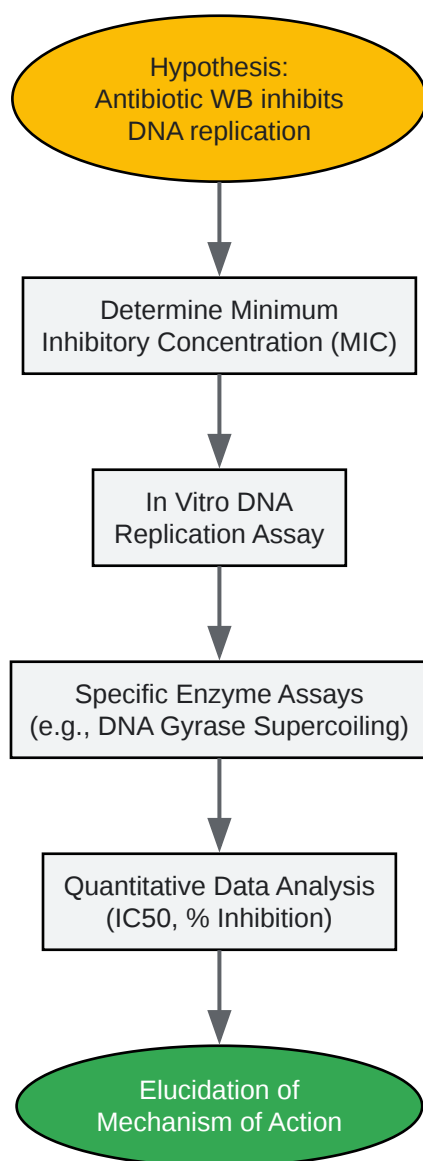 Hypothesis:
Antibiotic WB inhibits
DNA replication
Determine Minimum
Inhibitory Concentration (MIC)
In Vitro DNA
Replication Assay
Specific Enzyme Assays
(e.g., DNA Gyrase Supercoiling)
Quantitative Data Analysis
(IC50, % Inhibition)
Elucidation of
Mechanism of Action